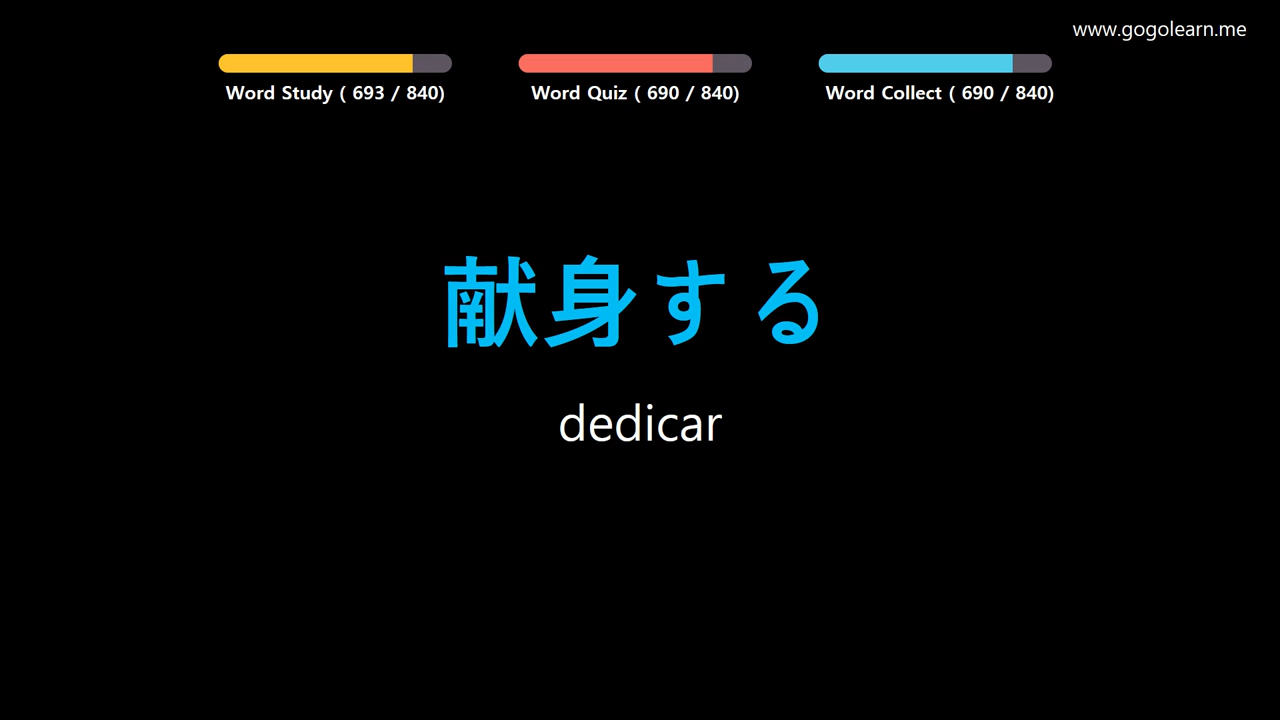 www.gogolearn.me
Word Study ( 693 / 840)
Word Quiz ( 690 / 840)
Word Collect ( 690 / 840)
献身する
dedicar